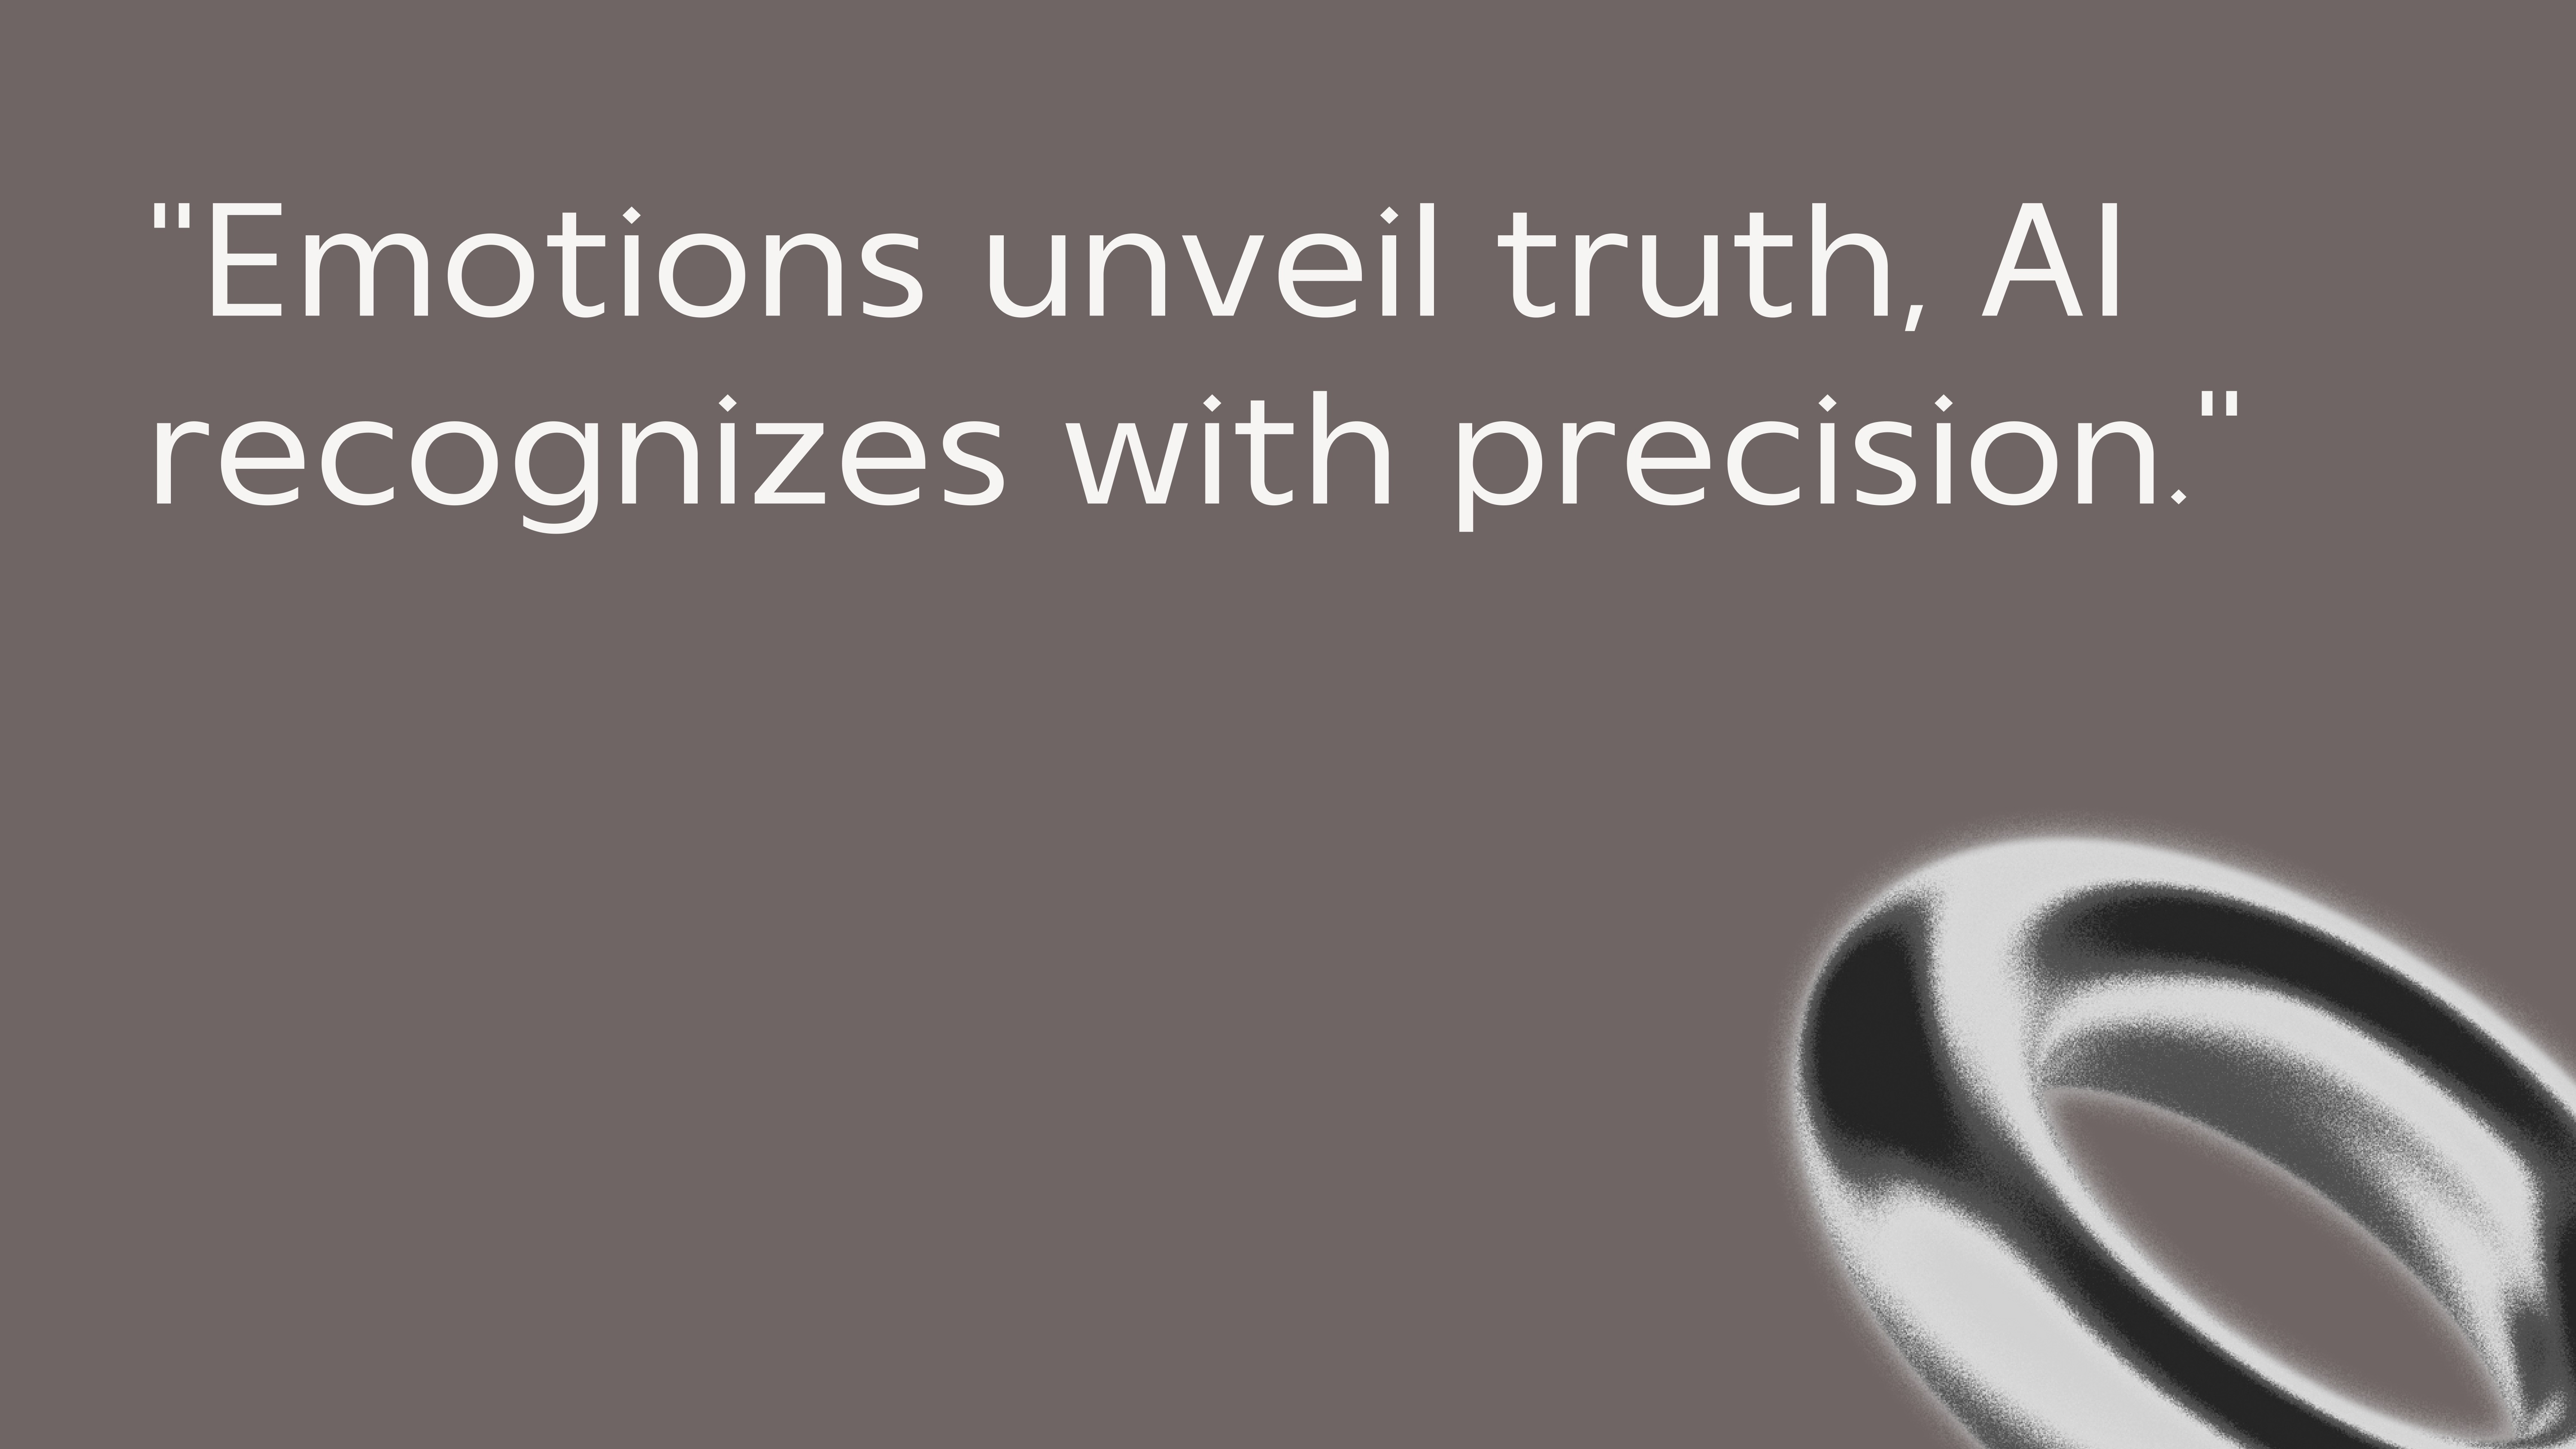 "Emotions unveil truth, AI
recognizes with precision."